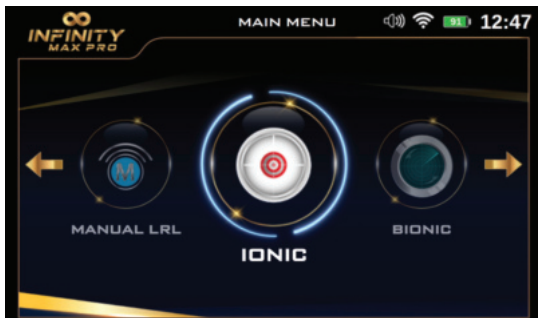 INFINITY
MAX PRO
MAIN MENU
91
12:47
M
MANUAL LRL
IONIC
BIONIC